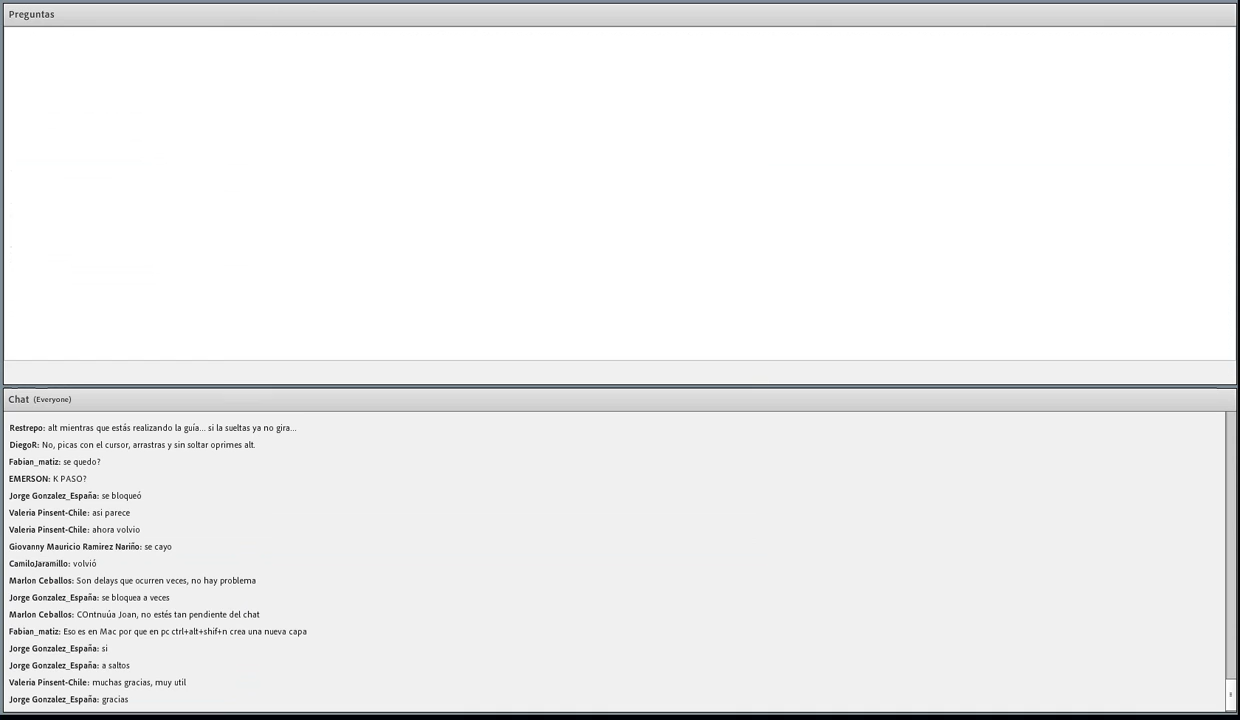 Preguntas
Chat (Everyone)
Restrepo: alt mientras que estás realizando la guía... si la sueltas ya no gira...
DiegoR: No, picas con el cursor, arrastras y sin soltar oprimes alt.
Fabian_matiz: se quedo?
EMERSON: K PASO?
Jorge Gonzalez_España: se bloqueó
Valeria Pinsent-Chile: asi parece
Valeria Pinsent-Chile: ahora volvio
Giovanny Mauricio Ramirez Nariño: se cayo
CamiloJaramillo: volvió
Marlon Ceballos: Son delays que ocurren veces, no hay problema
Jorge Gonzalez_España: se bloquea a veces
Marlon Ceballos: COntnuúa Joan, no estés tan pendiente del chat
Fabian_matiz: Eso es en Mac por que en pc ctrl+alt+shif+n crea una nueva capa
Jorge Gonzalez_España: si
Jorge Gonzalez_España: a saltos
Valeria Pinsent-Chile: muchas gracias, muy util
Jorge Gonzalez_España: gracias